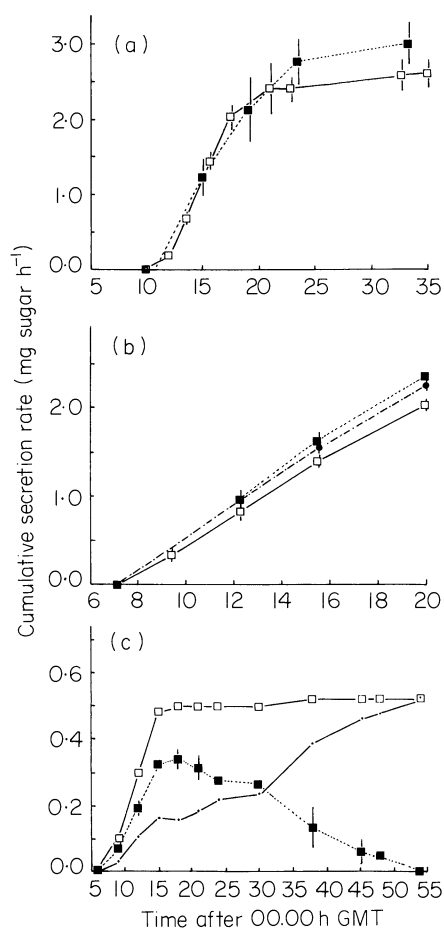 Cumulative secretion rate (mg sugar h⁻¹)
(a)
3·0
2·0
1·0
0·0
5 10 15 20 25 30 35
(b)
2·0
1·0
0·0
6 8 10 12 14 16 18 20
(c)
0·6
0·4
0·2
0·0
5 10 15 20 25 30 35 40 45 50 55
Time after 00.00 h GMT